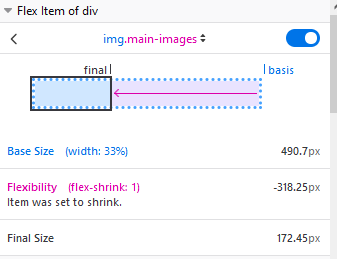 Flex Item of div
img.main-images
final
basis
Base Size (width: 33%) 490.7px
Flexibility (flex-shrink: 1) -318.25px
Item was set to shrink.
Final Size 172.45px